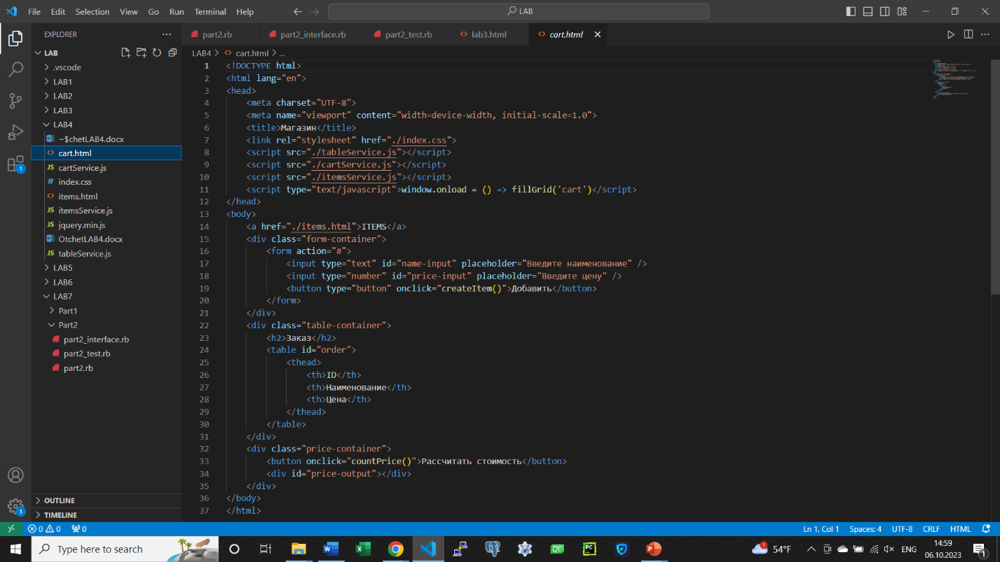 File Edit Selection View Go Run Terminal Help
LAB
EXPLORER
part2.rb
part2_interface.rb
part2_test.rb
lab3.html
cart.html
LAB
LAB4 > cart.html > ...
.vscode
LAB1
LAB2
LAB3
LAB4
~$chetLAB4.docx
cart.html
cartService.js
index.css
items.html
itemsService.js
jquery.min.js
OtchetLAB4.docx
tableService.js
LAB5
LAB6
LAB7
Part1
Part2
part2_interface.rb
part2_test.rb
part2.rb
OUTLINE
TIMELINE
1 <!DOCTYPE html>
2 <html lang="en">
3 <head>
4 <meta charset="UTF-8">
5 <meta name="viewport" content="width=device-width, initial-scale=1.0">
6 <title>Магазин</title>
7 <link rel="stylesheet" href="./index.css">
8 <script src="./tableService.js"></script>
9 <script src="./cartService.js"></script>
10 <script src="./itemsService.js"></script>
11 <script type="text/javascript">window.onload = () => fillGrid('cart')</script>
12 </head>
13 <body>
14 <a href="./items.html">ITEMS</a>
15 <div class="form-container">
16 <form action="#">
17 <input type="text" id="name-input" placeholder="Введите наименование" />
18 <input type="number" id="price-input" placeholder="Введите цену" />
19 <button type="button" onclick="createItem()">Добавить</button>
20 </form>
21 </div>
22 <div class="table-container">
23 <h2>Заказ</h2>
24 <table id="order">
25 <thead>
26 <th>ID</th>
27 <th>Наименование</th>
28 <th>Цена</th>
29 </thead>
30 </table>
31 </div>
32 <div class="price-container">
33 <button onclick="countPrice()">Рассчитать стоимость</button>
34 <div id="price-output"></div>
35 </div>
36 </body>
37 </html>
1
1
0 0 0
Ln 1, Col 1 Spaces: 4 UTF-8 CRLF HTML
Type here to search
W
X
QC
PC
P
1
54°F
ENG
14:59
06.10.2023
1